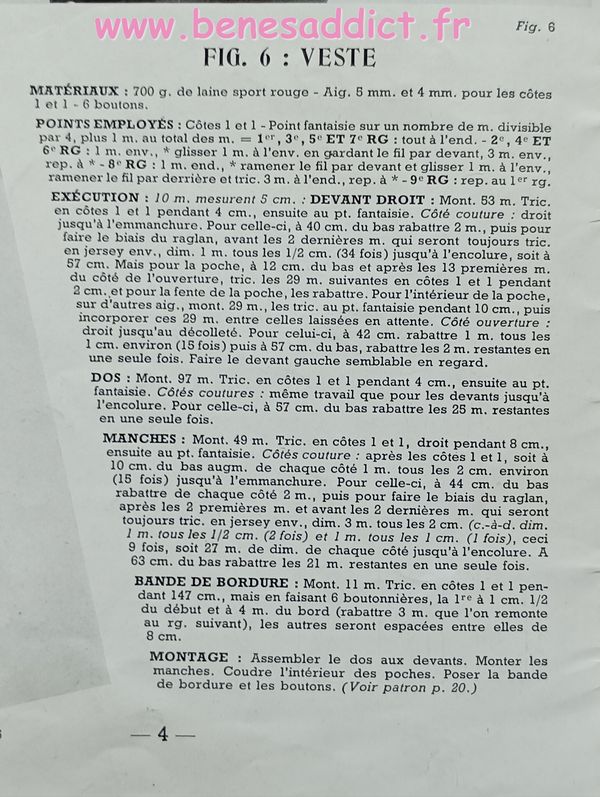 www.benesaddict.fr
Fig. 6
FIG. 6 : VESTE
MATÉRIAUX : 700 g. de laine sport rouge - Aig. 5 mm. et 4 mm. pour les côtes
1 et 1 - 6 boutons.
POINTS EMPLOYÉS : Côtes 1 et 1 - Point fantaisie sur un nombre de m. divisible
par 4, plus 1 m. au total des m. = 1er, 3e, 5e ET 7e RG : tout à l'end. - 2e, 4e ET
6e RG : 1 m. env., * glisser 1 m. à l'env. en gardant le fil par devant, 3 m. env.,
rep. à * - 8e RG : 1 m. end., * ramener le fil par devant et glisser 1 m. à l'env.,
ramener le fil par derrière et tric. 3 m. à l'end., rep. à * - 9e RG : rep. au 1er rg.
EXÉCUTION : 10 m. mesurent 5 cm. : DEVANT DROIT : Mont. 53 m. Tric.
en côtes 1 et 1 pendant 4 cm., ensuite au pt. fantaisie. Côté couture : droit
jusqu'à l'emmanchure. Pour celle-ci, à 40 cm. du bas rabattre 2 m., puis pour
faire le biais du raglan, avant les 2 dernières m. qui seront toujours tric.
en jersey env., dim. 1 m. tous les 1/2 cm. (34 fois) jusqu'à l'encolure, soit à
57 cm. Mais pour la poche, à 12 cm. du bas et après les 13 premières m.
du côté de l'ouverture, tric. les 29 m. suivantes en côtes 1 et 1 pendant
2 cm. et pour la fente de la poche, les rabattre. Pour l'intérieur de la poche,
sur d'autres aig., mont. 29 m., les tric. au pt. fantaisie pendant 10 cm., puis
incorporer ces 29 m. entre celles laissées en attente. Côté ouverture :
droit jusqu'au décolleté. Pour celui-ci, à 42 cm. rabattre 1 m. tous les
1 cm. environ (15 fois) puis à 57 cm. du bas, rabattre les 2 m. restantes en
une seule fois. Faire le devant gauche semblable en regard.
DOS : Mont. 97 m. Tric. en côtes 1 et 1 pendant 4 cm., ensuite au pt.
fantaisie. Côtés coutures : même travail que pour les devants jusqu'à
l'encolure. Pour celle-ci, à 57 cm. du bas rabattre les 25 m. restantes
en une seule fois.
MANCHES : Mont. 49 m. Tric. en côtes 1 et 1, droit pendant 8 cm.,
ensuite au pt. fantaisie. Côtés couture : après les côtes 1 et 1, soit à
10 cm. du bas augm. de chaque côté 1 m. tous les 2 cm. environ
(15 fois) jusqu'à l'emmanchure. Pour celle-ci, à 44 cm. du bas
rabattre de chaque côté 2 m., puis pour faire le biais du raglan,
après les 2 premières m. et avant les 2 dernières m. qui seront
toujours tric. en jersey env., dim. 3 m. tous les 2 cm. (c.-à-d. dim.
1 m. tous les 1/2 cm. (2 fois) et 1 m. tous les 1 cm. (1 fois), ceci
9 fois, soit 27 m. de dim. de chaque côté jusqu'à l'encolure. A
63 cm. du bas rabattre les 21 m. restantes en une seule fois.
BANDE DE BORDURE : Mont. 11 m. Tric. en côtes 1 et 1 pen-
dant 147 cm., mais en faisant 6 boutonnières, la 1re à 1 cm. 1/2
du début et à 4 m. du bord (rabattre 3 m. que l'on remonte
au rg. suivant), les autres seront espacées entre elles de
8 cm.
MONTAGE : Assembler le dos aux devants. Monter les
manches. Coudre l'intérieur des poches. Poser la bande
de bordure et les boutons. (Voir patron p. 20.)
— 4 —